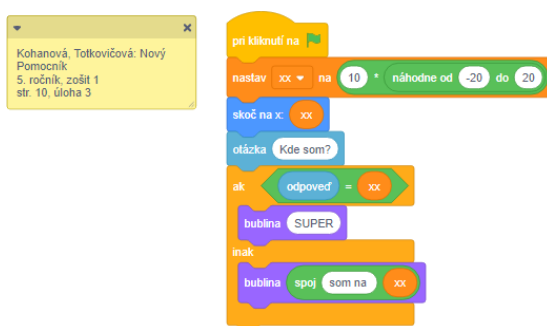 Kohanová, Totkovičová: Nový
Pomocník
5. ročník, zošit 1
str. 10, úloha 3
pri kliknutí na
nastav xx na 10 * náhodne od -20 do 20
skoč na x: xx
otázka Kde som?
ak odpoveď = xx
bublina SUPER
inak
bublina spoj som na xx